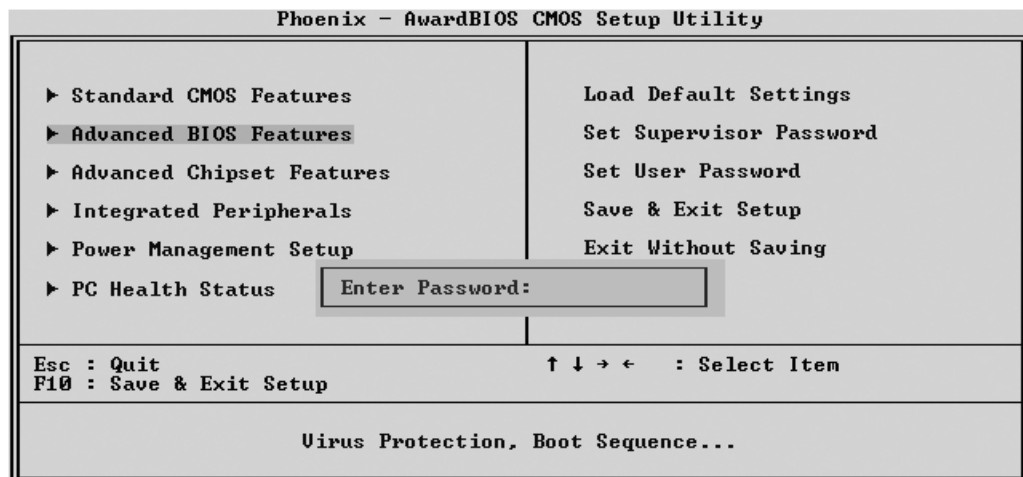 Phoenix - AwardBIOS CMOS Setup Utility
▶ Standard CMOS Features
▶ Advanced BIOS Features
▶ Advanced Chipset Features
▶ Integrated Peripherals
▶ Power Management Setup
▶ PC Health Status
Load Default Settings
Set Supervisor Password
Set User Password
Save & Exit Setup
Exit Without Saving
Enter Password:
Esc : Quit
F10 : Save & Exit Setup
↑ ↓ → ← : Select Item
Virus Protection, Boot Sequence...